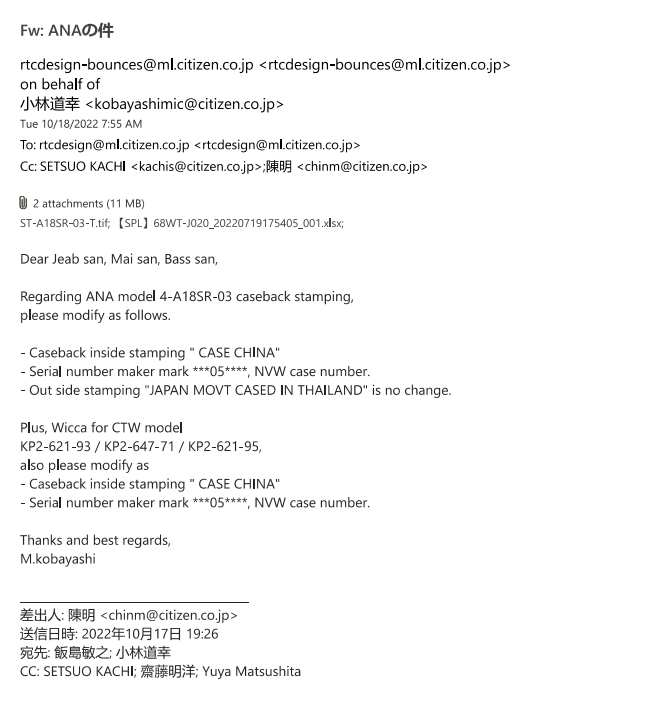 Fw: ANAの件
rtcdesign-bounces@ml.citizen.co.jp <rtcdesign-bounces@ml.citizen.co.jp>
on behalf of
小林道幸 <kobayashimic@citizen.co.jp>
Tue 10/18/2022 7:55 AM
To: rtcdesign@ml.citizen.co.jp <rtcdesign@ml.citizen.co.jp>
Cc: SETSUO KACHI <kachis@citizen.co.jp>;陳明 <chinm@citizen.co.jp>
2 attachments (11 MB)
ST-A18SR-03-T.tif; 【SPL】68WT-J020_20220719175405_001.xlsx;
Dear Jeab san, Mai san, Bass san,
Regarding ANA model 4-A18SR-03 caseback stamping,
please modify as follows.
- Caseback inside stamping " CASE CHINA"
- Serial number maker mark ***05****, NVW case number.
- Out side stamping "JAPAN MOVT CASED IN THAILAND" is no change.
Plus, Wicca for CTW model
KP2-621-93 / KP2-647-71 / KP2-621-95,
also please modify as
- Caseback inside stamping " CASE CHINA"
- Serial number maker mark ***05****, NVW case number.
Thanks and best regards,
M.kobayashi
差出人: 陳明 <chinm@citizen.co.jp>
送信日時: 2022年10月17日 19:26
宛先: 飯島敏之; 小林道幸
CC: SETSUO KACHI; 齋藤明洋; Yuya Matsushita